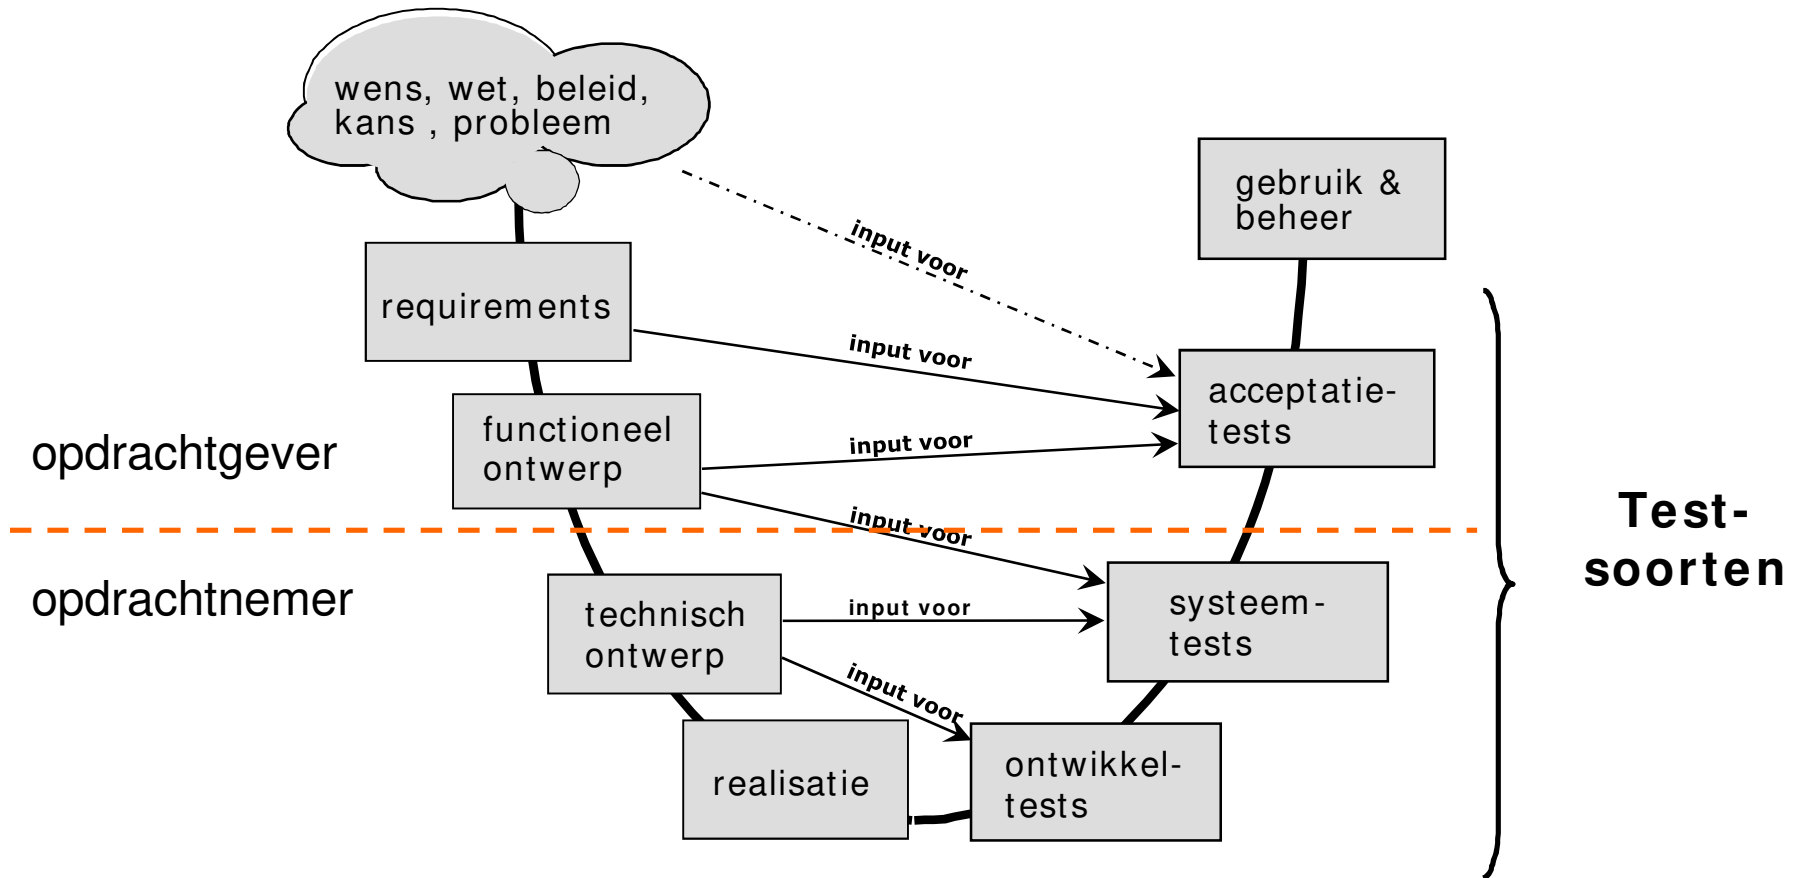 wens, wet, beleid,
kans , probleem
gebruik &
beheer
input voor
requirements
input voor
acceptatie-
tests
functioneel
ontwerp
input voor
opdrachtgever
input voor
Test-
soorten
opdrachtnemer
technisch
ontwerp
input voor
systeem-
tests
input voor
realisatie
ontwikkel-
tests